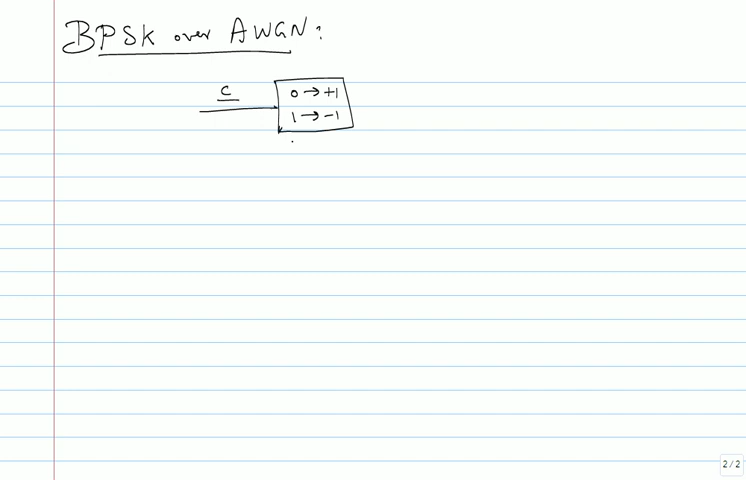 BPSK over AWGN:
c
0 → +1
1 → -1
2 / 2